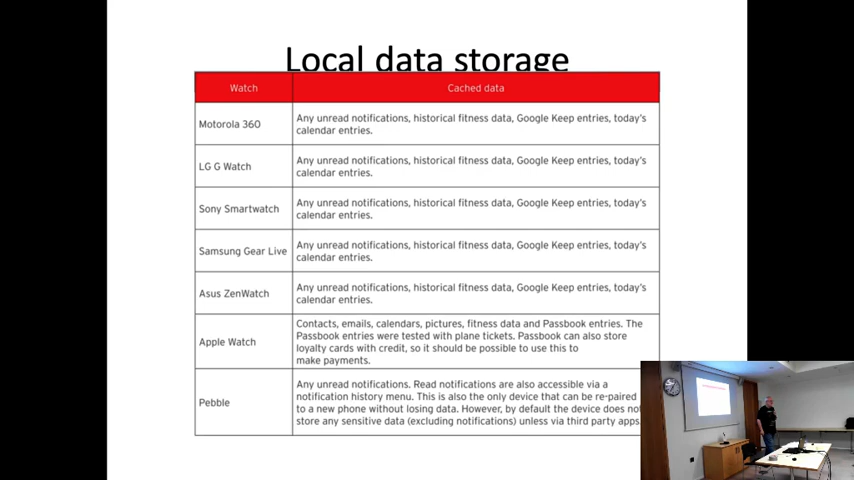 Local data storage
Watch
Cached data
Motorola 360
Any unread notifications, historical fitness data, Google Keep entries, today's
calendar entries.
LG G Watch
Any unread notifications, historical fitness data, Google Keep entries, today's
calendar entries.
Sony Smartwatch
Any unread notifications, historical fitness data, Google Keep entries, today's
calendar entries.
Samsung Gear Live
Any unread notifications, historical fitness data, Google Keep entries, today's
calendar entries.
Asus ZenWatch
Any unread notifications, historical fitness data, Google Keep entries, today's
calendar entries.
Apple Watch
Contacts, emails, calendars, pictures, fitness data and Passbook entries. The
Passbook entries were tested with plane tickets. Passbook can also store
loyalty cards with credit, so it should be possible to use this to
make payments.
Pebble
Any unread notifications. Read notifications are also accessible via a
notification history menu. This is also the only device that can be re-paired
to a new phone without losing data. However, by default the device does not
store any sensitive data (excluding notifications) unless via third party apps